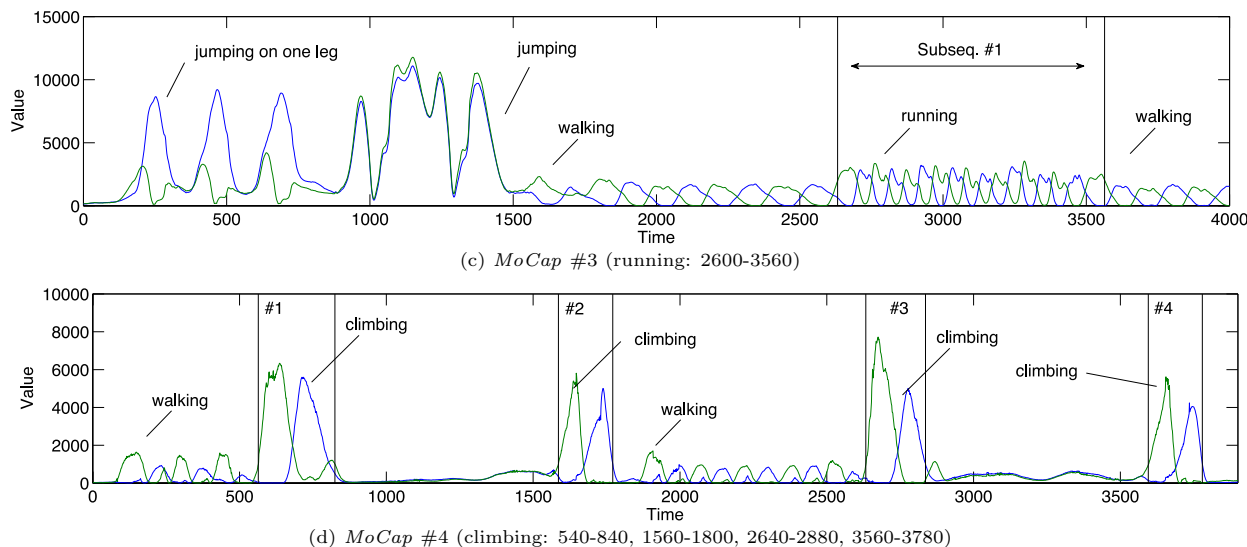 15000
10000
5000
0
Value
jumping on one leg
jumping
walking
Subseq. #1
running
walking
0 500 1000 1500 2000 2500 3000 3500 4000
Time
(c) MoCap #3 (running: 2600-3560)
10000
8000
6000
4000
2000
0
Value
#1
#2
#3
#4
climbing
climbing
climbing
climbing
walking
walking
0 500 1000 1500 2000 2500 3000 3500
Time
(d) MoCap #4 (climbing: 540-840, 1560-1800, 2640-2880, 3560-3780)